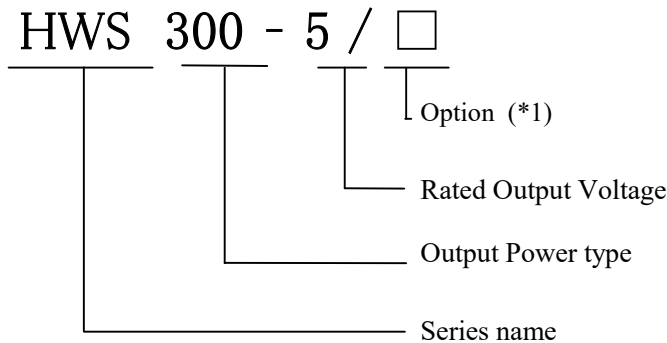 HWS 300 - 5 / □
Option (*1)
Rated Output Voltage
Output Power type
Series name